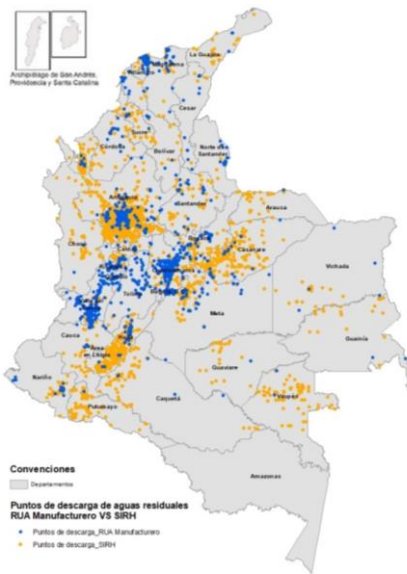 Archipiélago de San Andrés,
Providencia y Santa Catalina
La Guajira
Cesar
Córdoba
Bolívar
Norte de
Santander
Antioquia
Santander
Arauca
Chocó
Casanare
Vichada
Meta
Cauca
Guainía
Guaviare
Nariño
Putumayo
Caquetá
Vaupés
Amazonas
Convenciones
Departamentos
Puntos de descarga de aguas residuales
RUA Manufacturero VS SIRH
Puntos de descarga_RUA Manufacturero
Puntos de descarga_SIRH